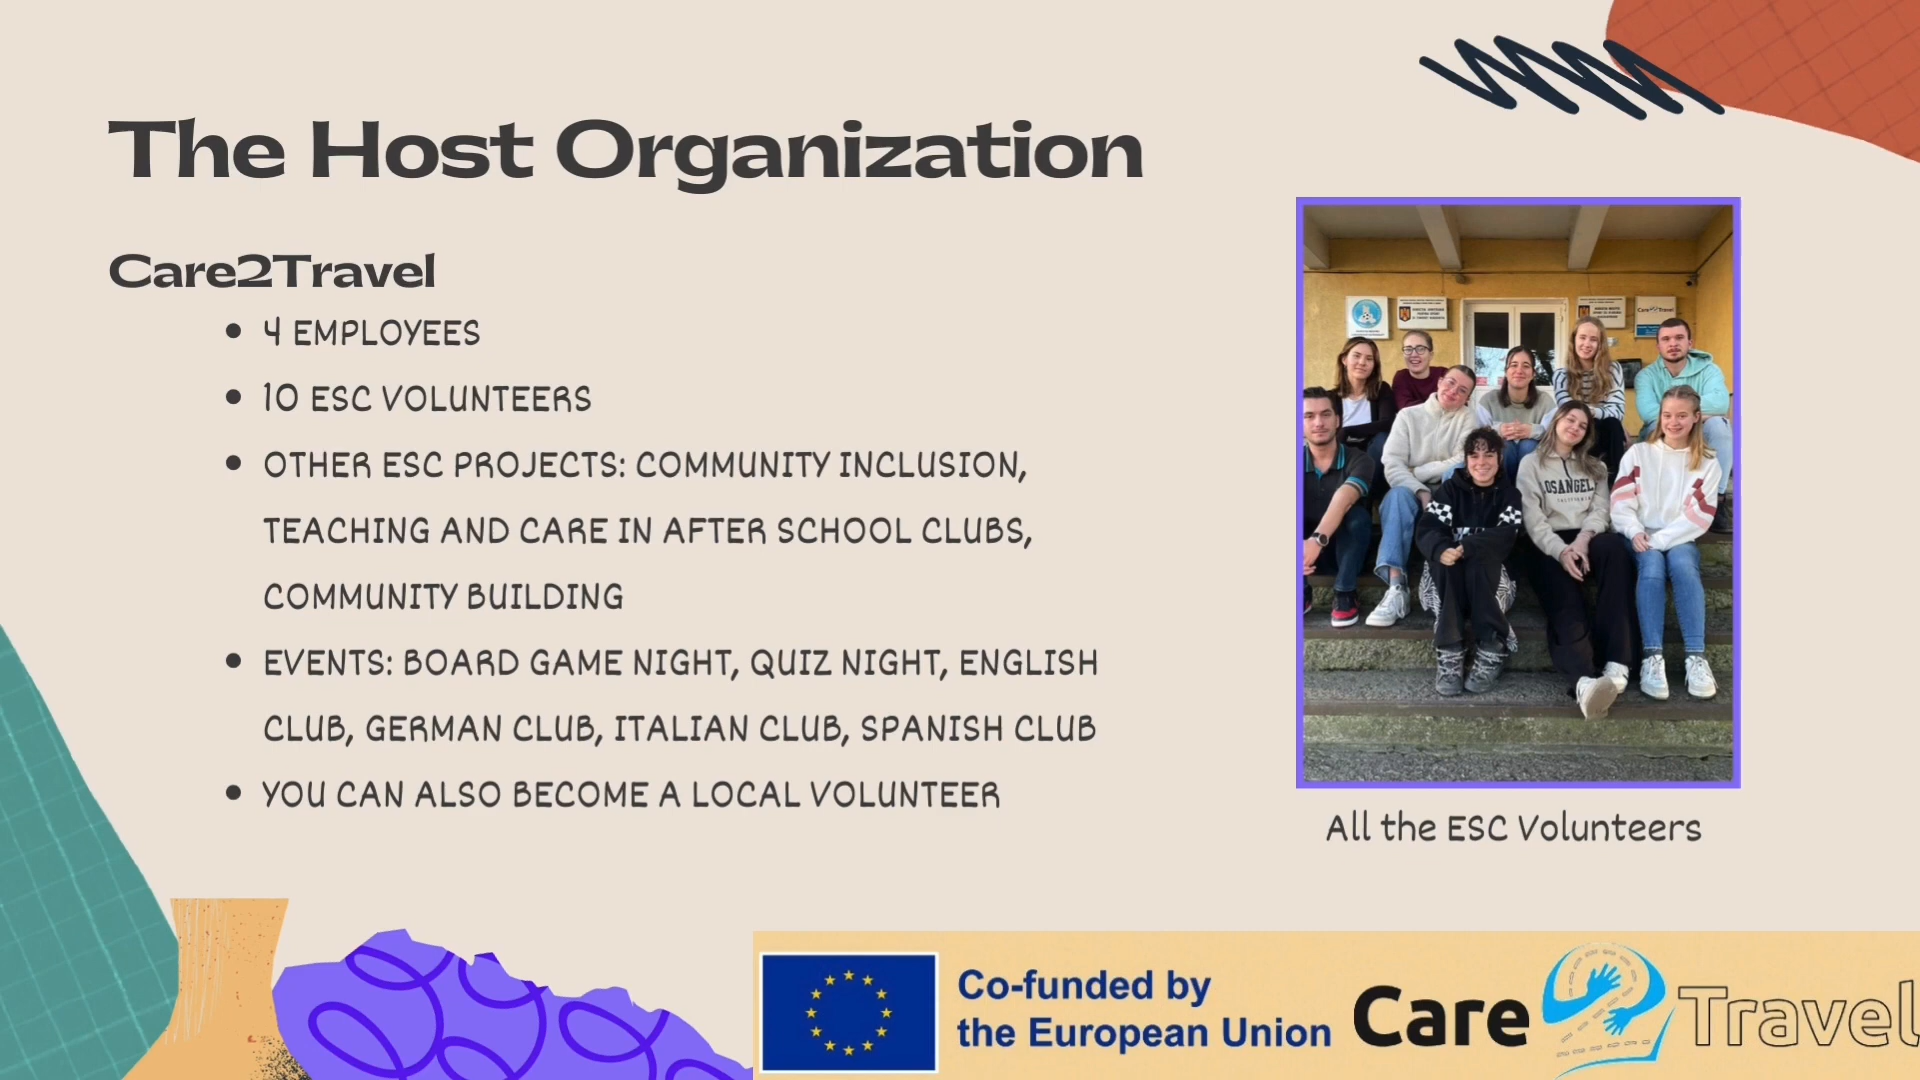 The Host Organization
Care2Travel
4 EMPLOYEES
10 ESC VOLUNTEERS
OTHER ESC PROJECTS: COMMUNITY INCLUSION,
TEACHING AND CARE IN AFTER SCHOOL CLUBS,
COMMUNITY BUILDING
EVENTS: BOARD GAME NIGHT, QUIZ NIGHT, ENGLISH
CLUB, GERMAN CLUB, ITALIAN CLUB, SPANISH CLUB
YOU CAN ALSO BECOME A LOCAL VOLUNTEER
All the ESC Volunteers
Co-funded by
the European Union
Care 2 Travel